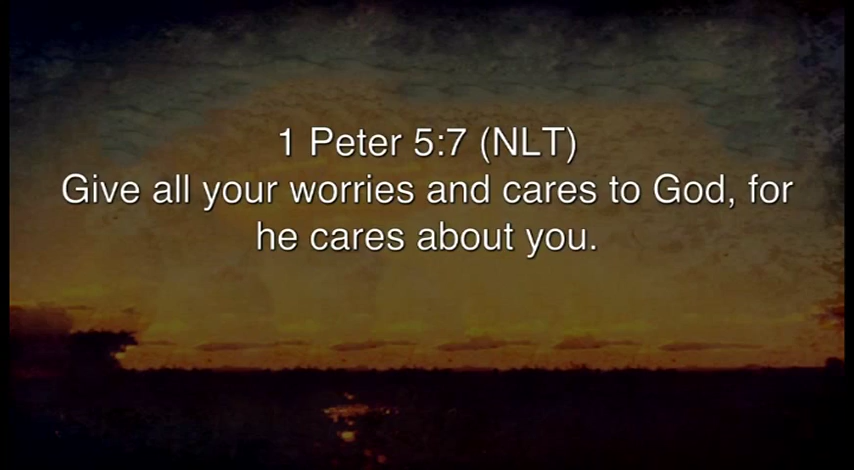 1 Peter 5:7 (NLT)
Give all your worries and cares to God, for
he cares about you.